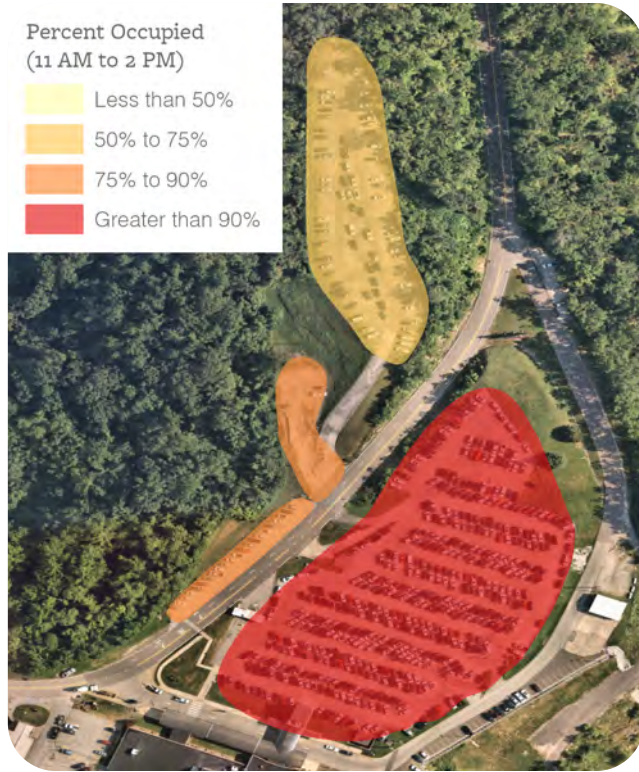 Percent Occupied
(11 AM to 2 PM)
Less than 50%
50% to 75%
75% to 90%
Greater than 90%